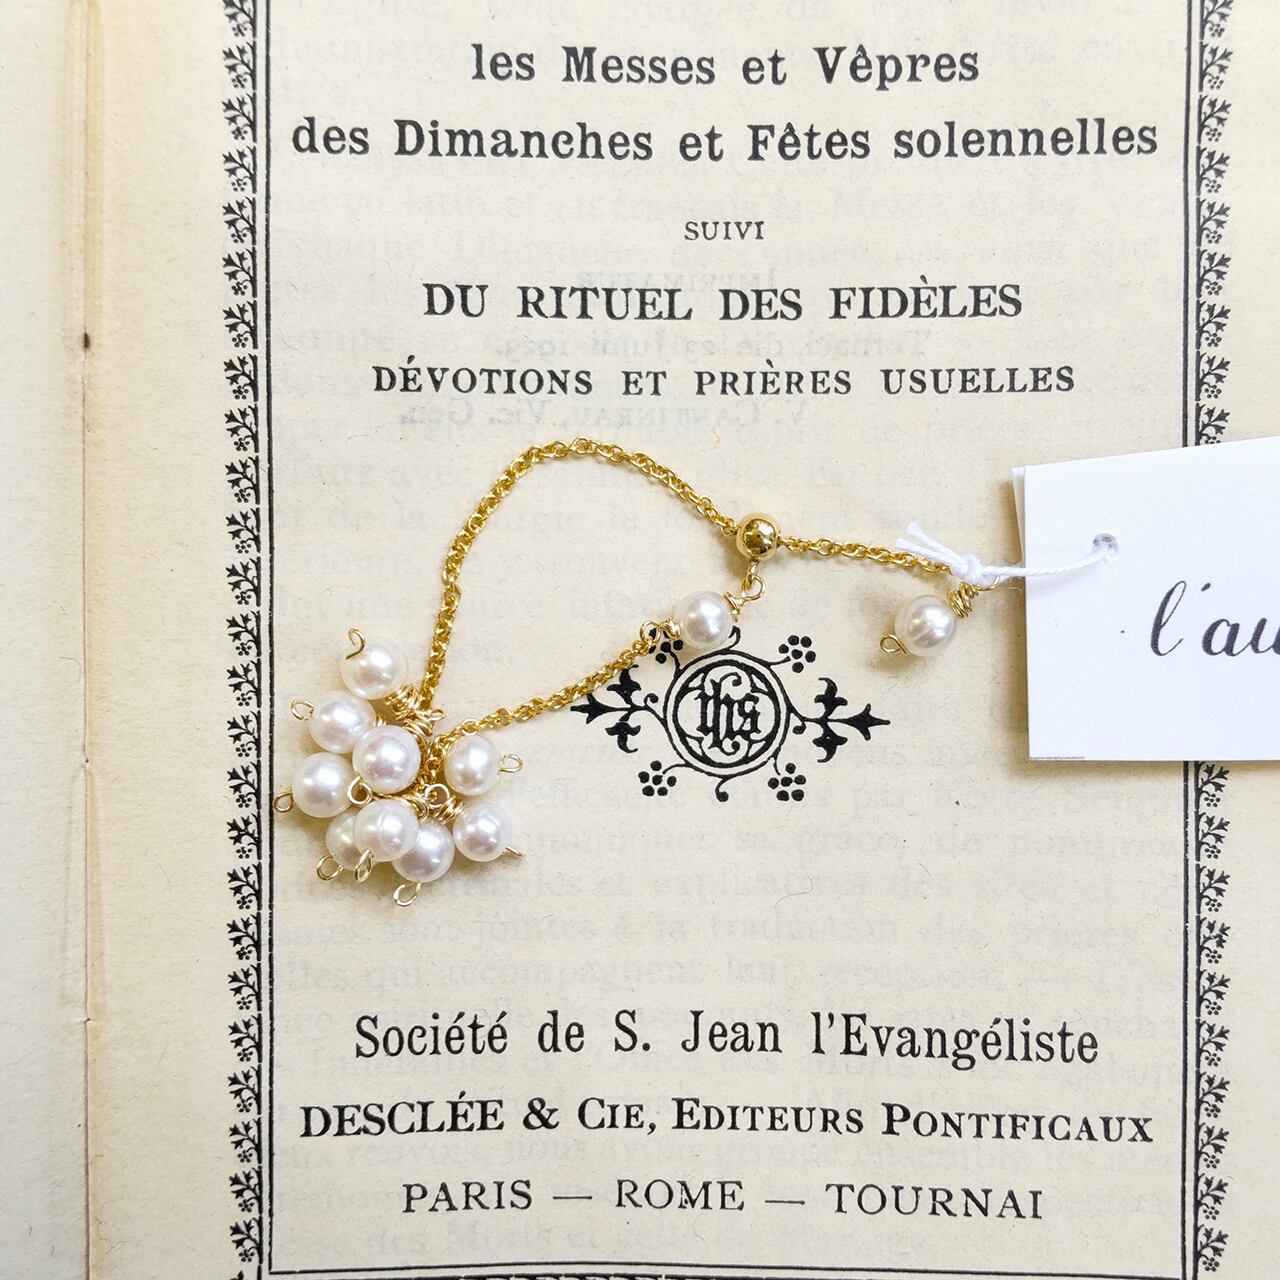 les Messes et Vêpres
des Dimanches et Fêtes solennelles
SUIVI
DU RITUEL DES FIDÈLES
DÉVOTIONS ET PRIÈRES USUELLES
l'au
ihs
Société de S. Jean l'Evangéliste
DESCLÉE & CIE, EDITEURS PONTIFICAUX
PARIS — ROME — TOURNAI